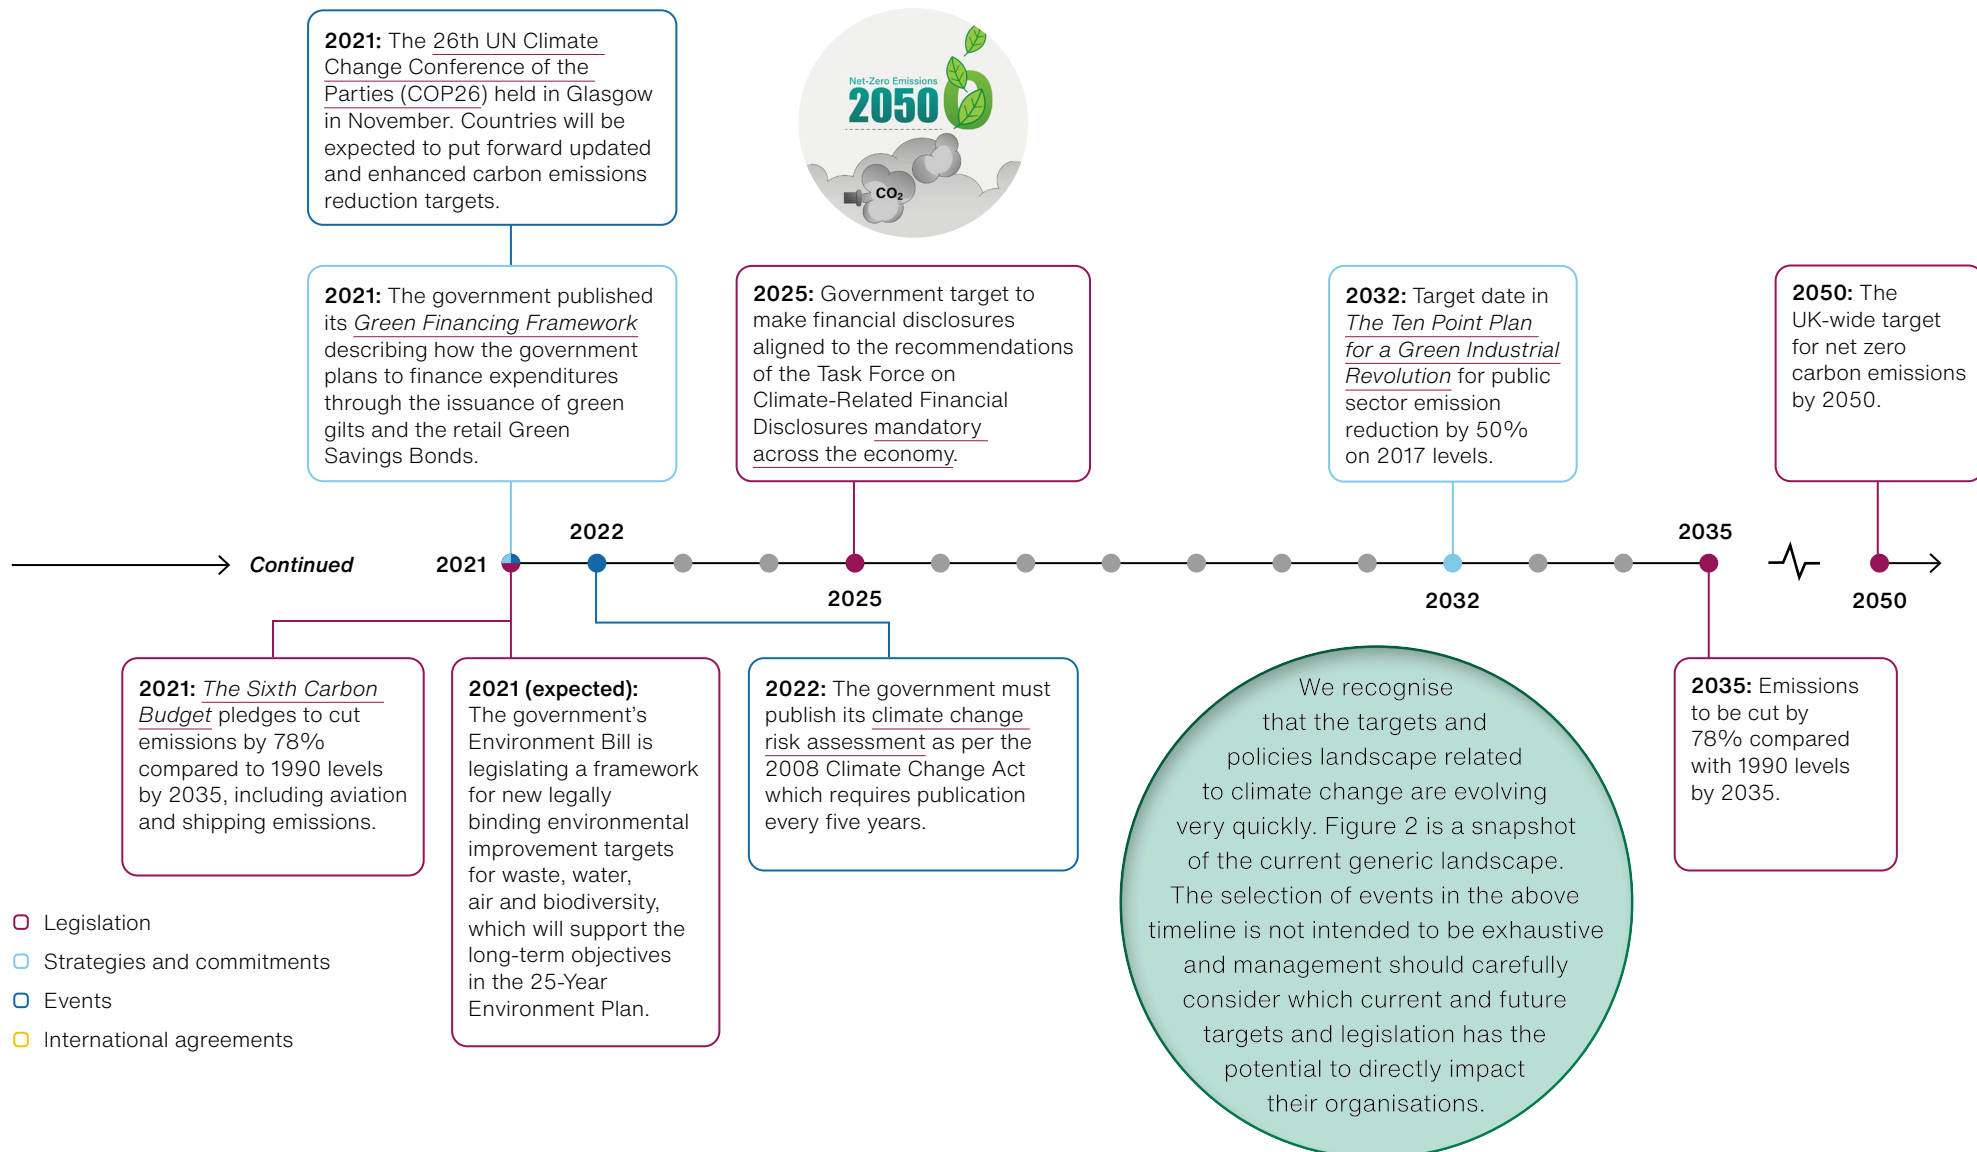 2021: The 26th UN Climate
Change Conference of the
Parties (COP26) held in Glasgow
in November. Countries will be
expected to put forward updated
and enhanced carbon emissions
reduction targets.
Net-Zero Emissions
2050
0
CO₂
2021: The government published
its Green Financing Framework
describing how the government
plans to finance expenditures
through the issuance of green
gilts and the retail Green
Savings Bonds.
2025: Government target to
make financial disclosures
aligned to the recommendations
of the Task Force on
Climate-Related Financial
Disclosures mandatory
across the economy.
2032: Target date in
The Ten Point Plan
for a Green Industrial
Revolution for public
sector emission
reduction by 50%
on 2017 levels.
2050: The
UK-wide target
for net zero
carbon emissions
by 2050.
Continued
2021
2022
2025
2032
2035
2050
2021: The Sixth Carbon
Budget pledges to cut
emissions by 78%
compared to 1990 levels
by 2035, including aviation
and shipping emissions.
2021 (expected):
The government’s
Environment Bill is
legislating a framework
for new legally
binding environmental
improvement targets
for waste, water,
air and biodiversity,
which will support the
long-term objectives
in the 25-Year
Environment Plan.
2022: The government must
publish its climate change
risk assessment as per the
2008 Climate Change Act
which requires publication
every five years.
We recognise
that the targets and
policies landscape related
to climate change are evolving
very quickly. Figure 2 is a snapshot
of the current generic landscape.
The selection of events in the above
timeline is not intended to be exhaustive
and management should carefully
consider which current and future
targets and legislation has the
potential to directly impact
their organisations.
2035: Emissions
to be cut by
78% compared
with 1990 levels
by 2035.
Legislation
Strategies and commitments
Events
International agreements